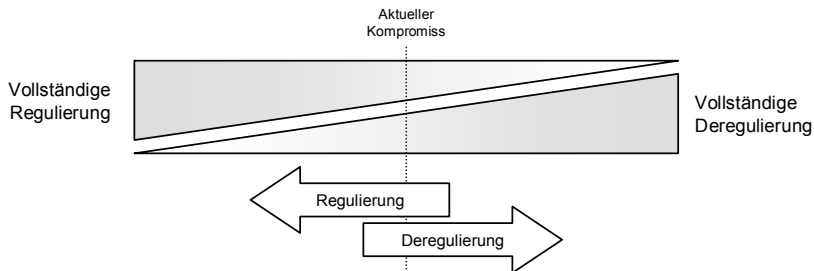 Aktueller
Kompromiss
Vollständige
Regulierung
Vollständige
Deregulierung
Regulierung
Deregulierung